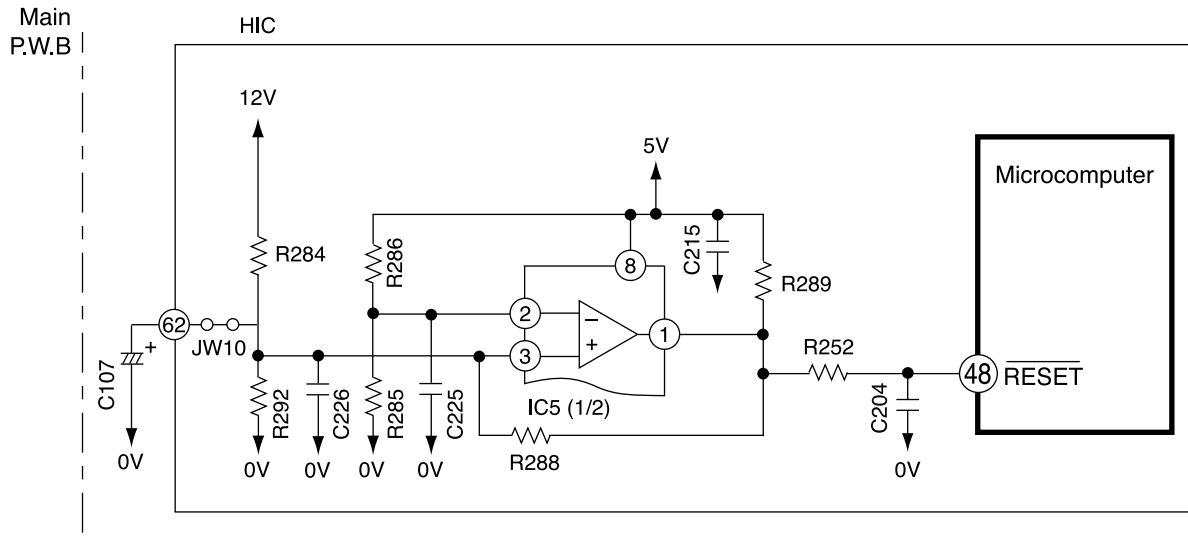 Main
P.W.B
HIC
12V
5V
Microcomputer
R284
R286
8
C215
R289
62
JW10
2
−
1
3
+
R252
48
RESET
+
C107
R292
C226
R285
C225
IC5 (1/2)
R288
C204
0V
0V
0V
0V
0V
0V